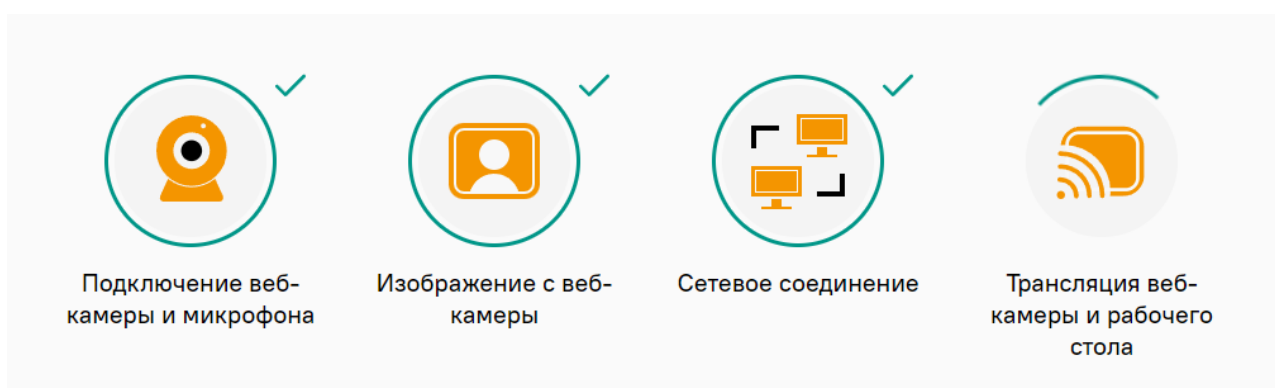 Подключение веб-
камеры и микрофона
Изображение с веб-
камеры
Сетевое соединение
Трансляция веб-
камеры и рабочего
стола